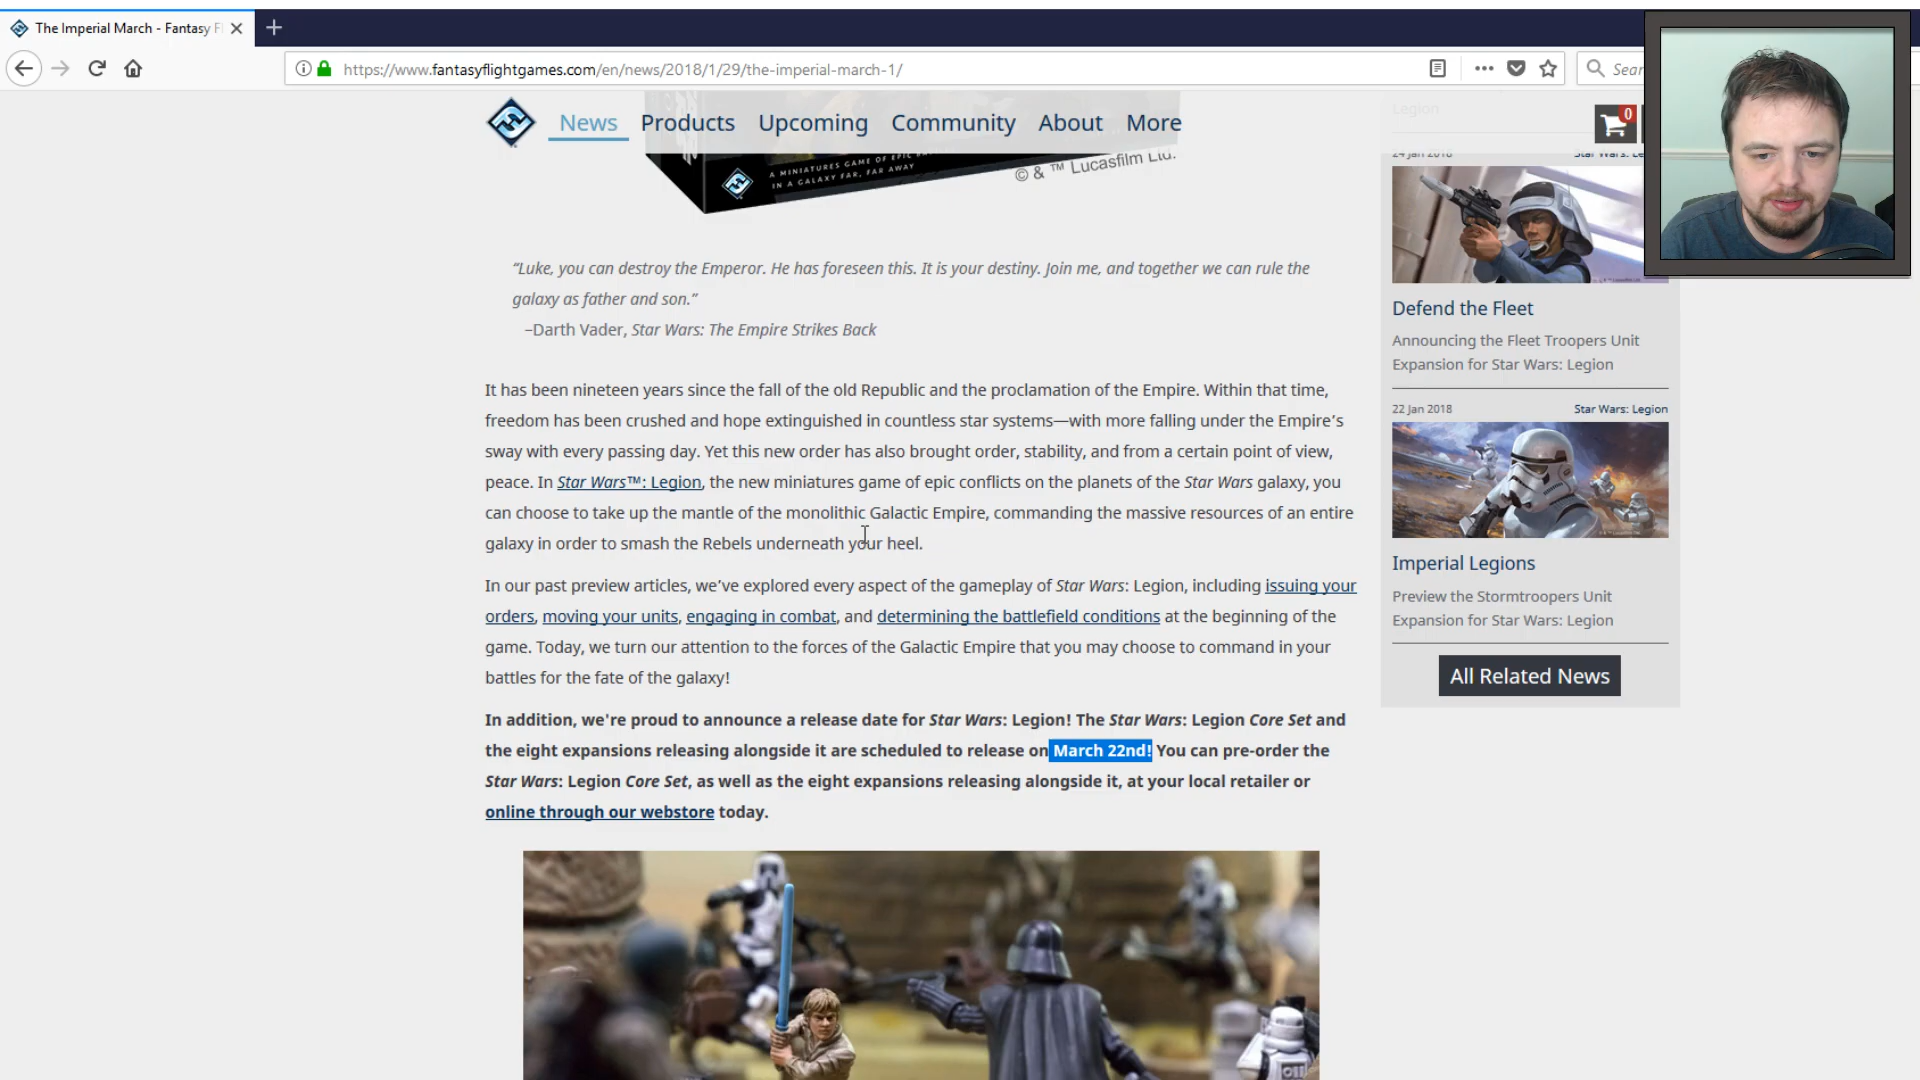 The Imperial March - Fantasy F
https://www.fantasyflightgames.com/en/news/2018/1/29/the-imperial-march-1/
Sear
News Products Upcoming Community About More
0
A MINIATURES GAME OF EPIC
IN A GALAXY FAR, FAR AWAY
© & ™ Lucasfilm Ltd.
“Luke, you can destroy the Emperor. He has foreseen this. It is your destiny. Join me, and together we can rule the
galaxy as father and son.”
–Darth Vader, Star Wars: The Empire Strikes Back
It has been nineteen years since the fall of the old Republic and the proclamation of the Empire. Within that time,
freedom has been crushed and hope extinguished in countless star systems—with more falling under the Empire’s
sway with every passing day. Yet this new order has also brought order, stability, and from a certain point of view,
peace. In Star Wars™: Legion, the new miniatures game of epic conflicts on the planets of the Star Wars galaxy, you
can choose to take up the mantle of the monolithic Galactic Empire, commanding the massive resources of an entire
galaxy in order to smash the Rebels underneath your heel.
In our past preview articles, we’ve explored every aspect of the gameplay of Star Wars: Legion, including issuing your
orders, moving your units, engaging in combat, and determining the battlefield conditions at the beginning of the
game. Today, we turn our attention to the forces of the Galactic Empire that you may choose to command in your
battles for the fate of the galaxy!
In addition, we're proud to announce a release date for Star Wars: Legion! The Star Wars: Legion Core Set and
the eight expansions releasing alongside it are scheduled to release on March 22nd! You can pre-order the
Star Wars: Legion Core Set, as well as the eight expansions releasing alongside it, at your local retailer or
online through our webstore today.
Legion
24 Jan 2018 Star Wars: Le
Defend the Fleet
Announcing the Fleet Troopers Unit
Expansion for Star Wars: Legion
22 Jan 2018 Star Wars: Legion
Imperial Legions
Preview the Stormtroopers Unit
Expansion for Star Wars: Legion
All Related News